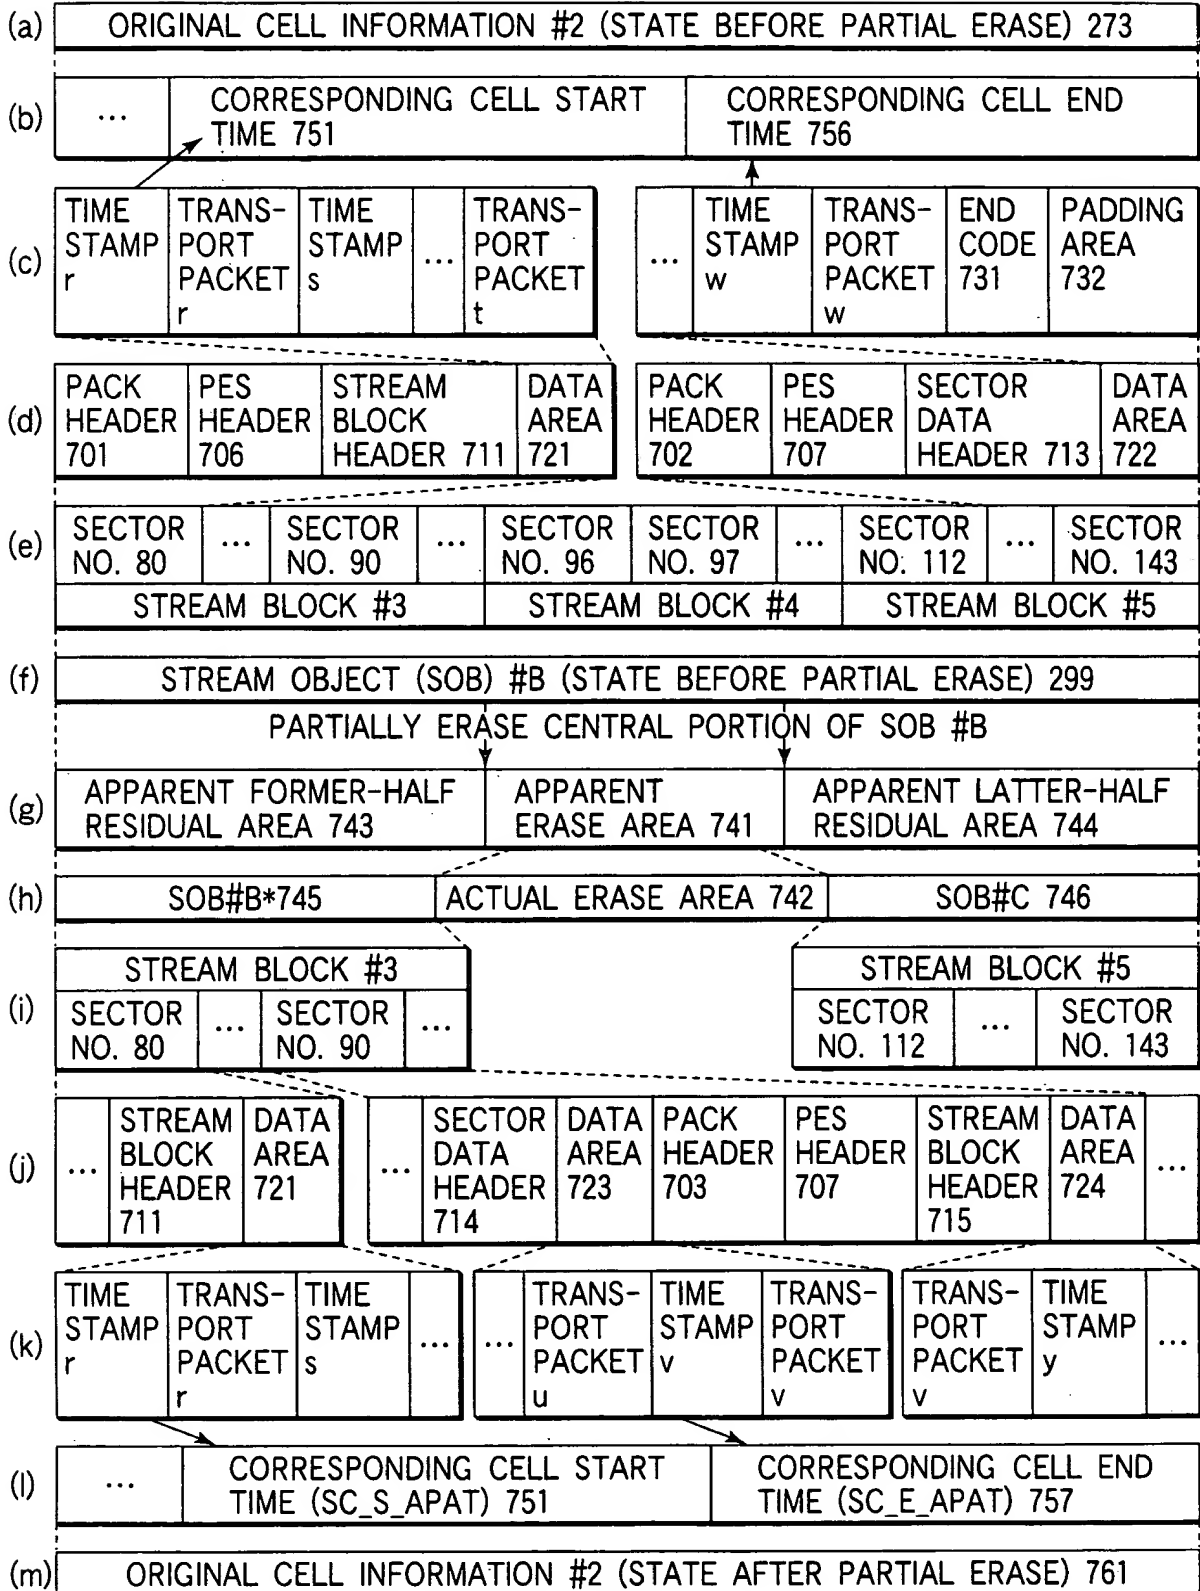 (a) ORIGINAL CELL INFORMATION #2 (STATE BEFORE PARTIAL ERASE) 273
(b) ... CORRESPONDING CELL START TIME 751 CORRESPONDING CELL END TIME 756
(c) TIME STAMP r TRANS-PORT PACKET r TIME STAMP s ... TRANS-PORT PACKET t ... TIME STAMP w TRANS-PORT PACKET w END CODE 731 PADDING AREA 732
(d) PACK HEADER 701 PES HEADER 706 STREAM BLOCK HEADER 711 DATA AREA 721 PACK HEADER 702 PES HEADER 707 SECTOR DATA HEADER 713 DATA AREA 722
(e) SECTOR NO. 80 ... SECTOR NO. 90 ... SECTOR NO. 96 SECTOR NO. 97 ... SECTOR NO. 112 ... SECTOR NO. 143
STREAM BLOCK #3 STREAM BLOCK #4 STREAM BLOCK #5
(f) STREAM OBJECT (SOB) #B (STATE BEFORE PARTIAL ERASE) 299
PARTIALLY ERASE CENTRAL PORTION OF SOB #B
(g) APPARENT FORMER-HALF RESIDUAL AREA 743 APPARENT ERASE AREA 741 APPARENT LATTER-HALF RESIDUAL AREA 744
(h) SOB#B*745 ACTUAL ERASE AREA 742 SOB#C 746
(i) STREAM BLOCK #3 STREAM BLOCK #5
SECTOR NO. 80 ... SECTOR NO. 90 ... SECTOR NO. 112 ... SECTOR NO. 143
(j) ... STREAM BLOCK HEADER 711 DATA AREA 721 ... SECTOR DATA HEADER 714 DATA AREA 723 PACK HEADER 703 PES HEADER 707 STREAM BLOCK HEADER 715 DATA AREA 724 ...
(k) TIME STAMP r TRANS-PORT PACKET r TIME STAMP s ... ... TRANS-PORT PACKET u TIME STAMP v TRANS-PORT PACKET v TRANS-PORT PACKET v TIME STAMP y ...
(l) ... CORRESPONDING CELL START TIME (SC_S_APAT) 751 CORRESPONDING CELL END TIME (SC_E_APAT) 757
(m) ORIGINAL CELL INFORMATION #2 (STATE AFTER PARTIAL ERASE) 761